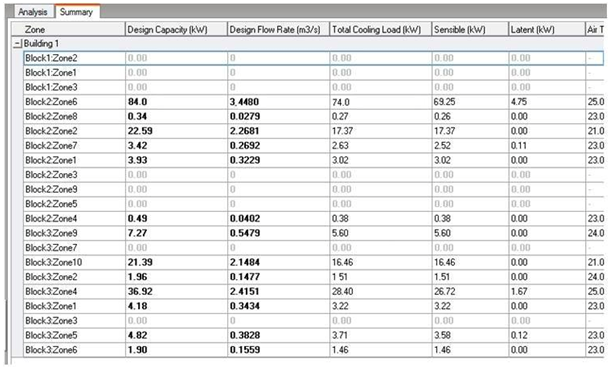 Analysis Summary
Zone Design Capacity (kW) Design Flow Rate (m3/s) Total Cooling Load (kW) Sensible (kW) Latent (kW) Air T
Building 1
Block1:Zone2 0.00 0 0.00 0.00 0.00 -
Block1:Zone1 0.00 0 0.00 0.00 0.00 -
Block1:Zone3 0.00 0 0.00 0.00 0.00 -
Block2:Zone6 84.0 3,4480 74.0 69.25 4.75 25.0
Block2:Zone8 0.34 0.0279 0.27 0.26 0.00 23.0
Block2:Zone2 22.59 2.2681 17.37 17.37 0.00 21.0
Block2:Zone7 3.42 0.2692 2.63 2.52 0.11 23.0
Block2:Zone1 3.93 0.3229 3.02 3.02 0.00 23.0
Block2:Zone3 0.00 0 0.00 0.00 0.00 -
Block2:Zone9 0.00 0 0.00 0.00 0.00 -
Block2:Zone5 0.00 0 0.00 0.00 0.00 -
Block2:Zone4 0.49 0.0402 0.38 0.38 0.00 23.0
Block3:Zone9 7.27 0.5479 5.60 5.60 0.00 24.0
Block3:Zone7 0.00 0 0.00 0.00 0.00 -
Block3:Zone10 21.39 2.1484 16.46 16.46 0.00 21.0
Block3:Zone2 1.96 0.1477 1 51 1.51 0.00 24.0
Block3:Zone4 36.92 2.4151 28.40 26.72 1.67 25.0
Block3:Zone1 4.18 0.3434 3.22 3.22 0.00 23.0
Block3:Zone3 0.00 0 0.00 0.00 0.00 -
Block3:Zone5 4.82 0.3828 3.71 3.58 0.12 23.0
Block3:Zone6 1.90 0.1559 1.46 1.46 0.00 23.0